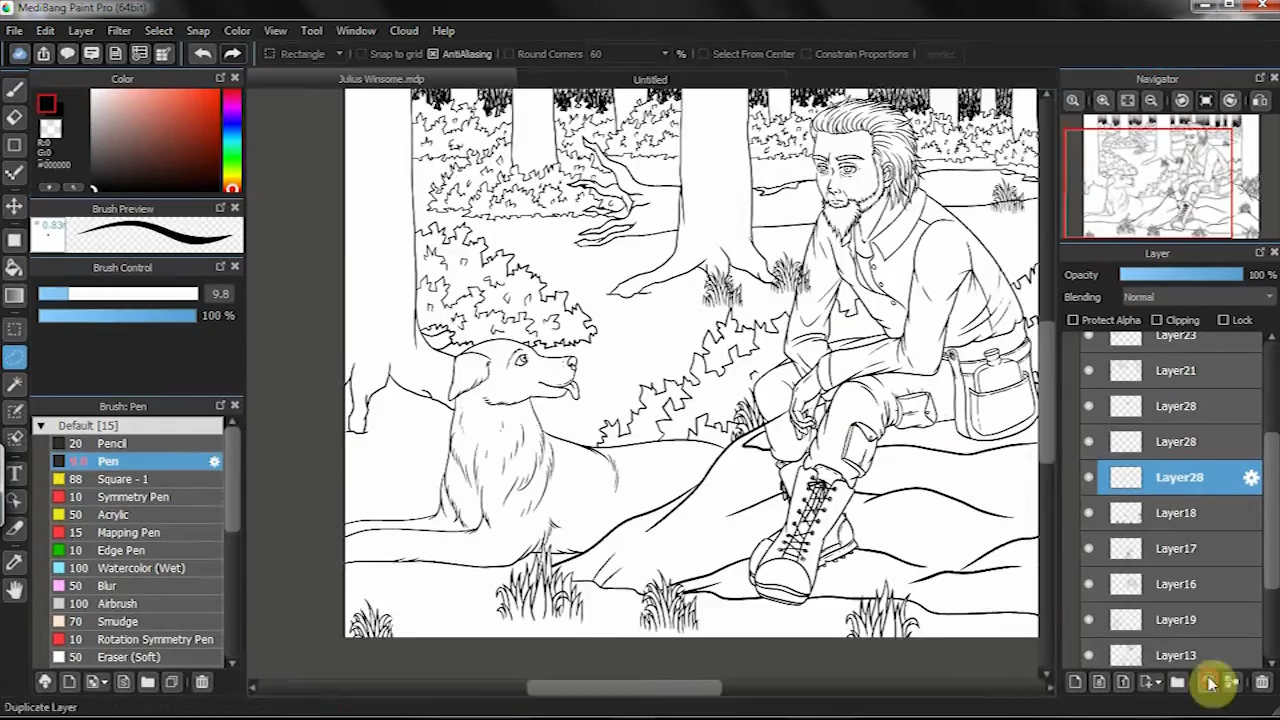 MediBang Paint Pro (64bit)
File Edit Layer Filter Select Snap Color View Tool Window Cloud Help
Rectangle Snap to grid AntiAliasing Round Corners 60 % Select From Center Constrain Proportions
Color
Julius Winsome.mdp
Untitled
Navigator
R:0
G:0
#000000
Brush Preview
0.83
Layer
Brush Control
Opacity 100 %
9.8
Blending Normal
100 %
Protect Alpha Clipping Lock
Layer23
Layer21
Brush: Pen
Layer28
Default [15]
20 Pencil
Layer28
Pen
88 Square - 1
Layer28
10 Symmetry Pen
50 Acrylic
Layer18
15 Mapping Pen
10 Edge Pen
Layer17
100 Watercolor (Wet)
50 Blur
Layer16
100 Airbrush
70 Smudge
Layer19
10 Rotation Symmetry Pen
50 Eraser (Soft)
Layer13
Duplicate Layer